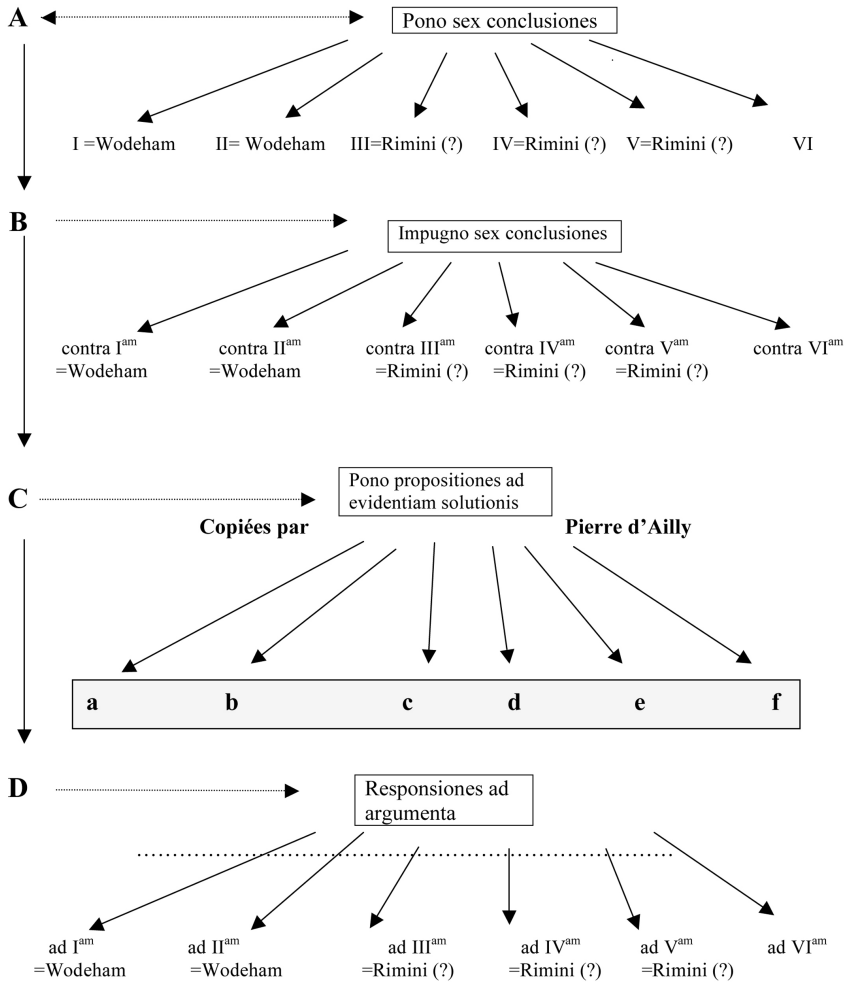 A
Pono sex conclusiones
I =Wodeham II= Wodeham III=Rimini (?) IV=Rimini (?) V=Rimini (?) VI
B
Impugno sex conclusiones
contra Iᵃᵐ contra IIᵃᵐ contra IIIᵃᵐ contra IVᵃᵐ contra Vᵃᵐ contra VIᵃᵐ
=Wodeham =Wodeham =Rimini (?) =Rimini (?) =Rimini (?)
C
Pono propositiones ad
evidentiam solutionis
Copiées par Pierre d’Ailly
a b c d e f
D
Responsiones ad
argumenta
ad Iᵃᵐ ad IIᵃᵐ ad IIIᵃᵐ ad IVᵃᵐ ad Vᵃᵐ ad VIᵃᵐ
=Wodeham =Wodeham =Rimini (?) =Rimini (?) =Rimini (?)